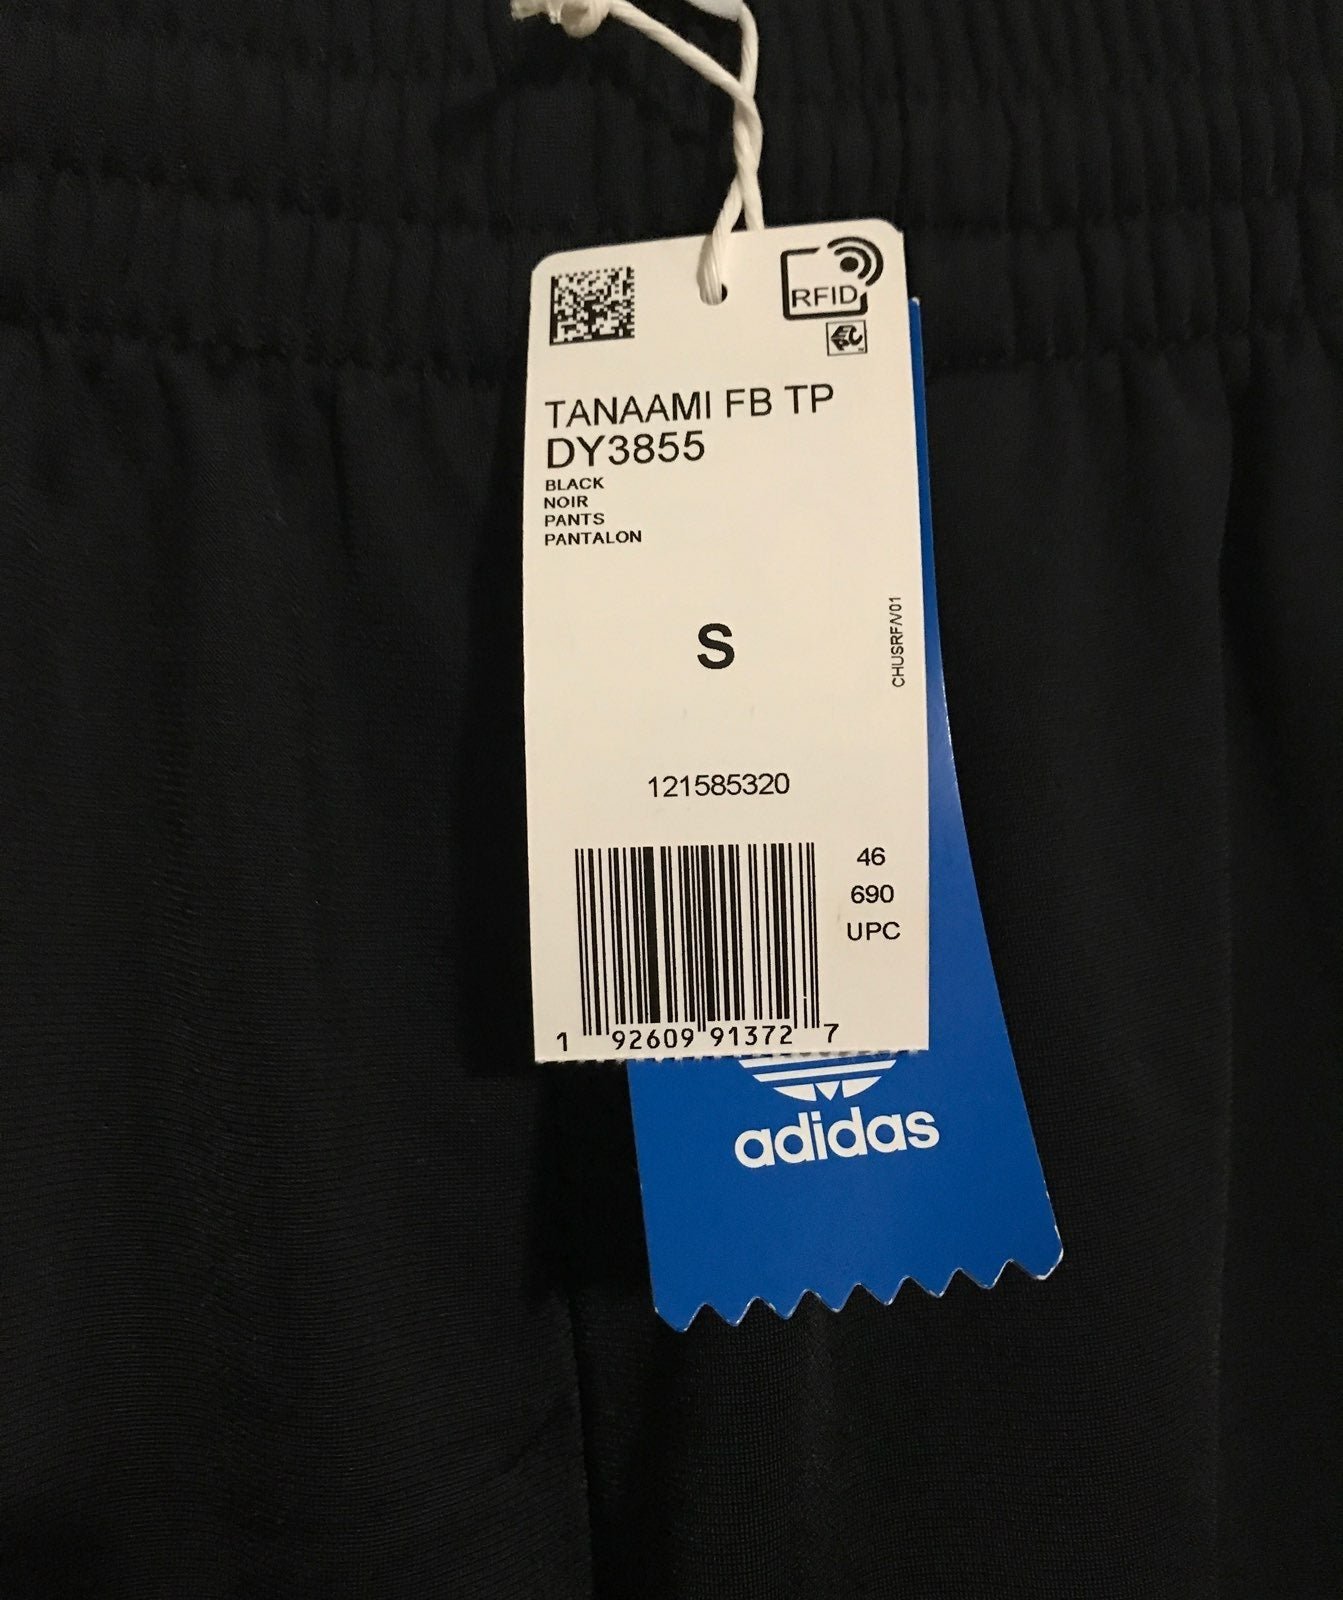 RFID
EPC
TANAAMI FB TP
DY3855
BLACK
NOIR
PANTS
PANTALON
S
CHUSRF/V01
121585320
46
690
UPC
1 92609 91372 7
adidas